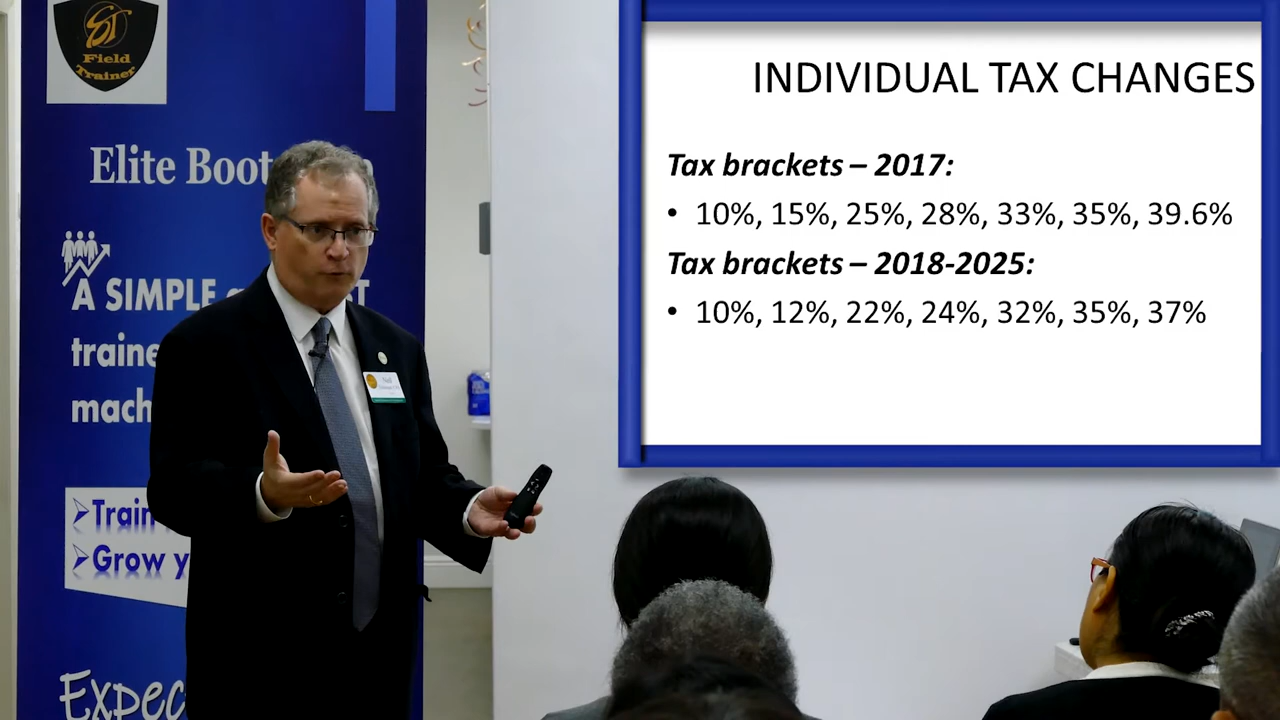 ST
Field
Trainer
Elite Boot
A SIMPLE
traine
mach
Train
Grow y
Expec
INDIVIDUAL TAX CHANGES
Tax brackets – 2017:
• 10%, 15%, 25%, 28%, 33%, 35%, 39.6%
Tax brackets – 2018-2025:
• 10%, 12%, 22%, 24%, 32%, 35%, 37%